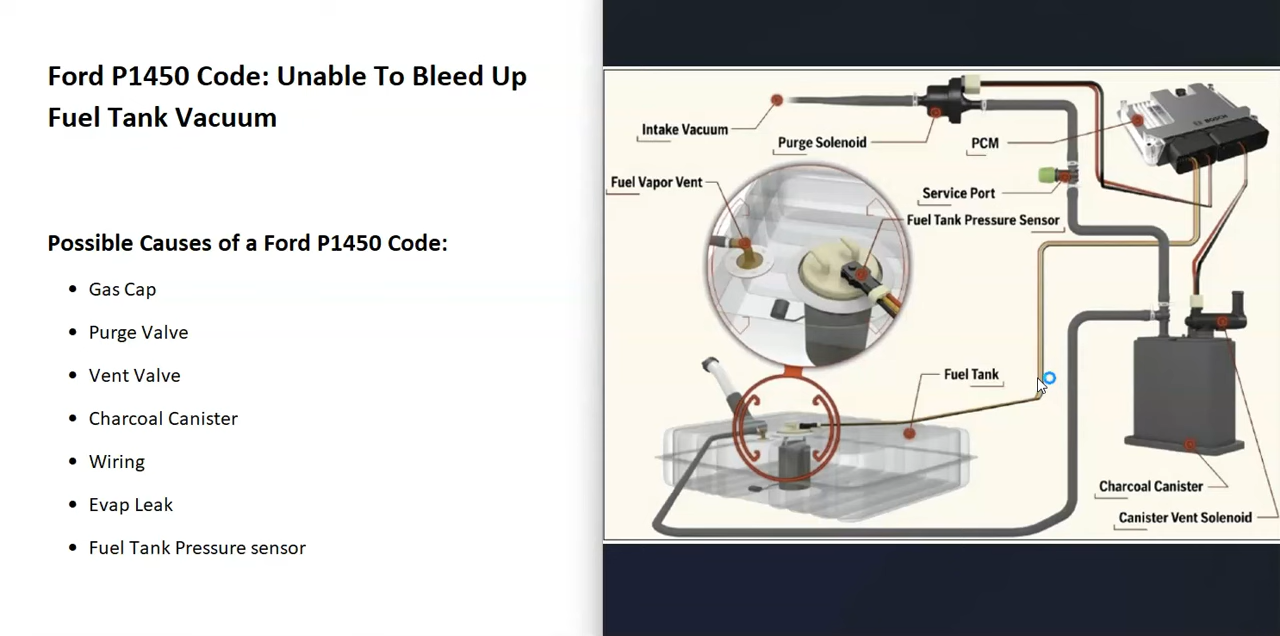 Ford P1450 Code: Unable To Bleed Up
Fuel Tank Vacuum
Possible Causes of a Ford P1450 Code:
Gas Cap
Purge Valve
Vent Valve
Charcoal Canister
Wiring
Evap Leak
Fuel Tank Pressure sensor
Intake Vacuum
Purge Solenoid
PCM
BOSCH
Fuel Vapor Vent
Service Port
Fuel Tank Pressure Sensor
Fuel Tank
Charcoal Canister
Canister Vent Solenoid